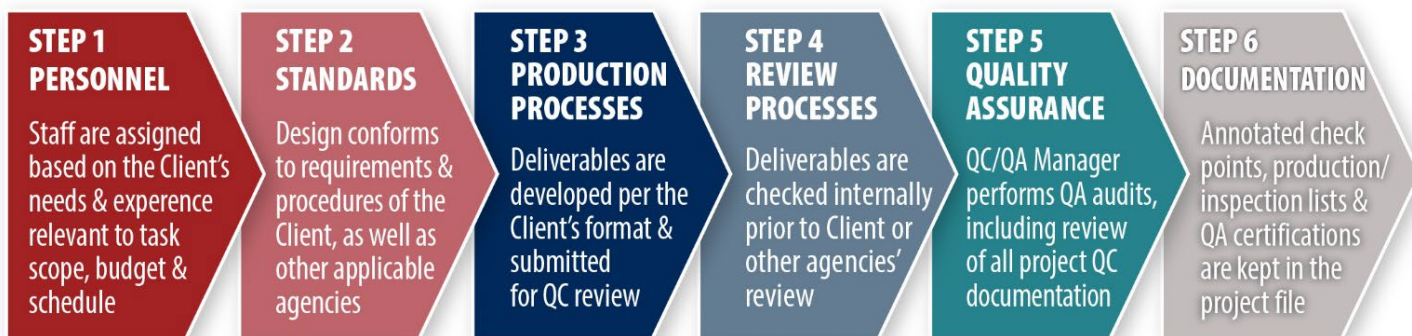 STEP 1
PERSONNEL
Staff are assigned
based on the Client's
needs & experence
relevant to task
scope, budget &
schedule
STEP 2
STANDARDS
Design conforms
to requirements &
procedures of the
Client, as well as
other applicable
agencies
STEP 3
PRODUCTION
PROCESSES
Deliverables are
developed per the
Client's format &
submitted
for QC review
STEP 4
REVIEW
PROCESSES
Deliverables are
checked internally
prior to Client or
other agencies'
review
STEP 5
QUALITY
ASSURANCE
QC/QA Manager
performs QA audits,
including review
of all project QC
documentation
STEP 6
DOCUMENTATION
Annotated check
points, production/
inspection lists &
QA certifications
are kept in the
project file